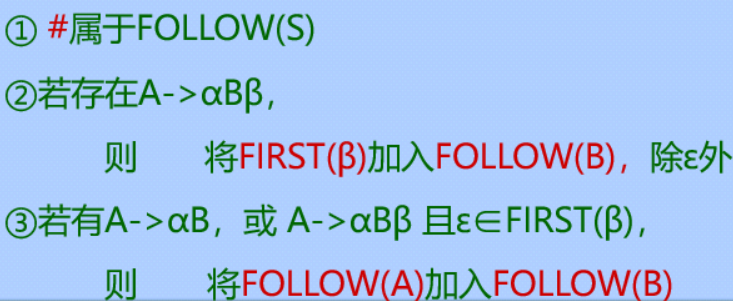 ① #属于FOLLOW(S)
②若存在A->αBβ，
则 将FIRST(β)加入FOLLOW(B)，除ε外
③若有A->αB，或 A->αBβ 且ε∈FIRST(β)，
则 将FOLLOW(A)加入FOLLOW(B)